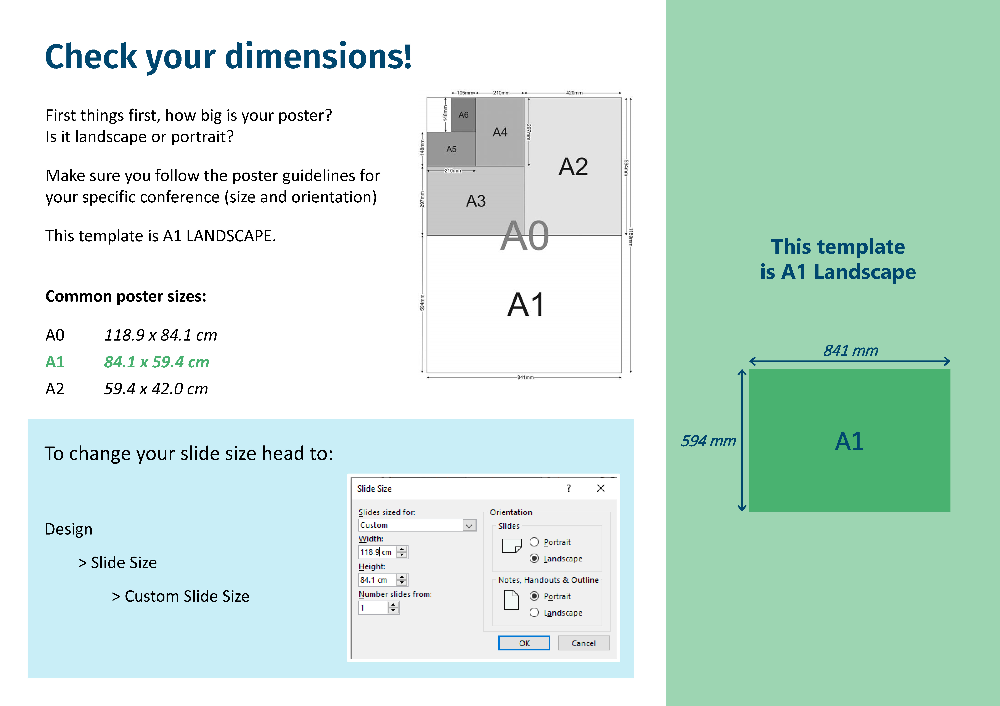 Check your dimensions!
First things first, how big is your poster?
Is it landscape or portrait?
Make sure you follow the poster guidelines for
your specific conference (size and orientation)
This template is A1 LANDSCAPE.
Common poster sizes:
A0 118.9 x 84.1 cm
A1 84.1 x 59.4 cm
A2 59.4 x 42.0 cm
105mm 210mm 420mm
148mm
A6
A4
297mm
148mm
A5
A2
594mm
210mm
297mm
A3
A0
1189mm
594mm
A1
841mm
To change your slide size head to:
Design
> Slide Size
> Custom Slide Size
Slide Size ? X
Slides sized for:
Custom
Width:
118.9 cm
Height:
84.1 cm
Number slides from:
1
Orientation
Slides
Portrait
Landscape
Notes, Handouts & Outline
Portrait
Landscape
OK Cancel
This template
is A1 Landscape
841 mm
594 mm
A1